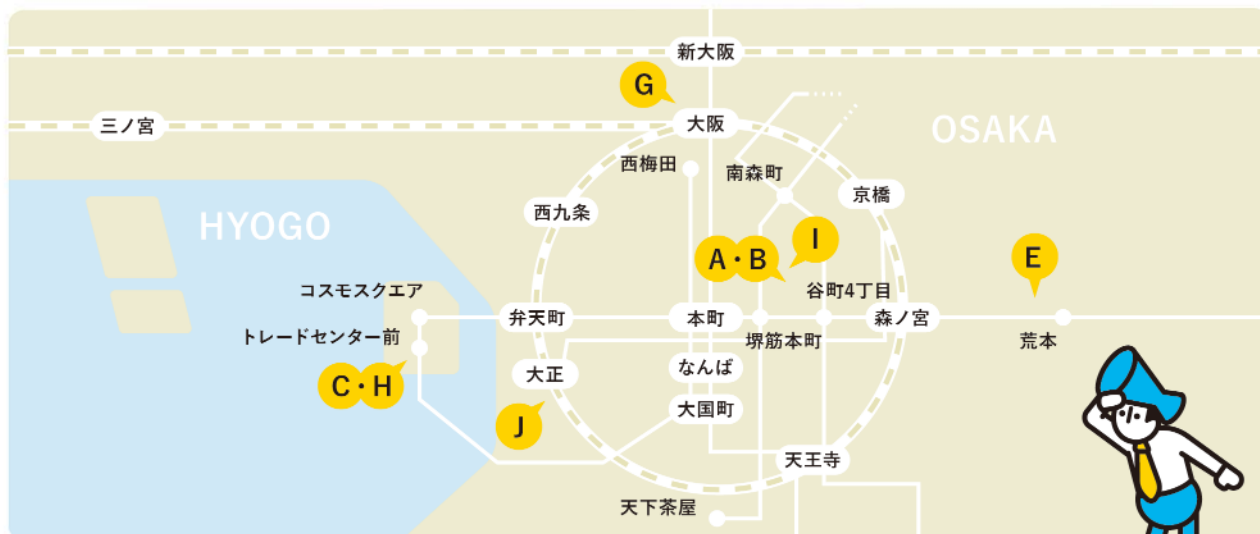 新大阪
G
三ノ宮
大阪
OSAKA
西梅田
南森町
京橋
西九条
HYOGO
I
A・B
E
コスモスクエア
谷町4丁目
弁天町
本町
森ノ宮
トレードセンター前
堺筋本町
荒本
なんば
大正
C・H
大国町
J
天王寺
天下茶屋